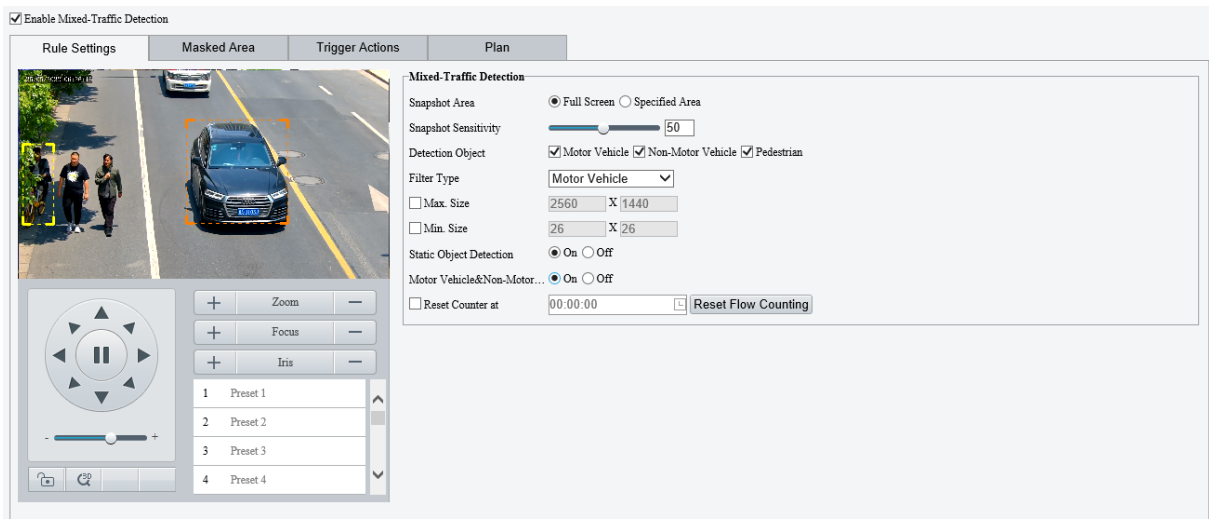 Enable Mixed-Traffic Detection
Rule Settings
Masked Area
Trigger Actions
Plan
Mixed-Traffic Detection
Snapshot Area
Full Screen
Specified Area
Snapshot Sensitivity
50
Detection Object
Motor Vehicle
Non-Motor Vehicle
Pedestrian
Filter Type
Motor Vehicle
Max. Size
2560 X 1440
Min. Size
26 X 26
Static Object Detection
On
Off
Motor Vehicle&Non-Motor...
On
Off
Reset Counter at
00:00:00
Reset Flow Counting
+ Zoom −
+ Focus −
+ Iris −
1 Preset 1
2 Preset 2
3 Preset 3
4 Preset 4
- +
3D